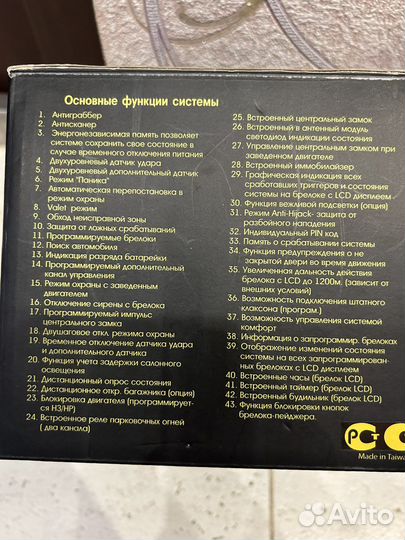 Основные функции системы
1. Антиграббер
2. Антисканер
3. Энергонезависимая память позволяет
системе сохранить свое состояние в
случае временного отключения питания
4. Двухуровневый датчик удара
5. Двухуровневый дополнительный датчик
6. Режим "Паника"
7. Автоматическая перепостановка в
режим охраны
8. Valet режим
9. Обход неисправной зоны
10. Защита от ложных срабатываний
11. Программируемые брелоки
12. Поиск автомобиля
13. Индикация разряда батарейки
14. Программируемый дополнительный
канал управления
15. Режим охраны с заведенным
двигателем
16. Отключение сирены с брелока
17. Программируемый импульс
центрального замка
18. Двушаговое откл. режима охраны
19. Временное отключение датчика удара
и дополнительного датчика
20. Функция учета задержки салонного
освещения
21. Дистанционный опрос состояния
22. Дистанционное откр. багажника (опция)
23. Блокировка двигателя (программирует-
ся НЗ/НР)
24. Встроенное реле парковочных огней
( два канала)
25. Встроенный центральный замок
26. Встроенный в антенный модуль
светодиод индикации состояния
27. Управление центральным замком при
заведенном двигателе
28. Встроенный иммобилайзер
29. Графическая индикация всех
сработавших триггеров и состояния
системы на брелоке с LCD дисплеем
30. Функция вежливой подсветки (опция)
31. Режим Anti-Hijack- защита от
разбойного нападения
32. Индивидуальный PIN код
33. Память о срабатывании системы
34. Функция предупреждения о не
закрытой двери во время движения
35. Увеличенная дальность действия
брелока с LCD до 1200м. (зависит от
внешних условий)
36. Возможность подключения штатного
клаксона (програм.)
37. Возможность управления системой
комфорт
38. Информация о запрограммир. брелоках
39. Отображение изменений состояния
системы на всех запрограммирован-
ных брелоках с LCD дисплеем
40. Встроенные часы (брелок LCD)
41. Встроенный таймер (брелок LCD)
42. Встроенный будильник (брелок LCD)
43. Функция блокировки кнопок
брелока-пейджера.
РСТ
Made in Taiwa
Avito